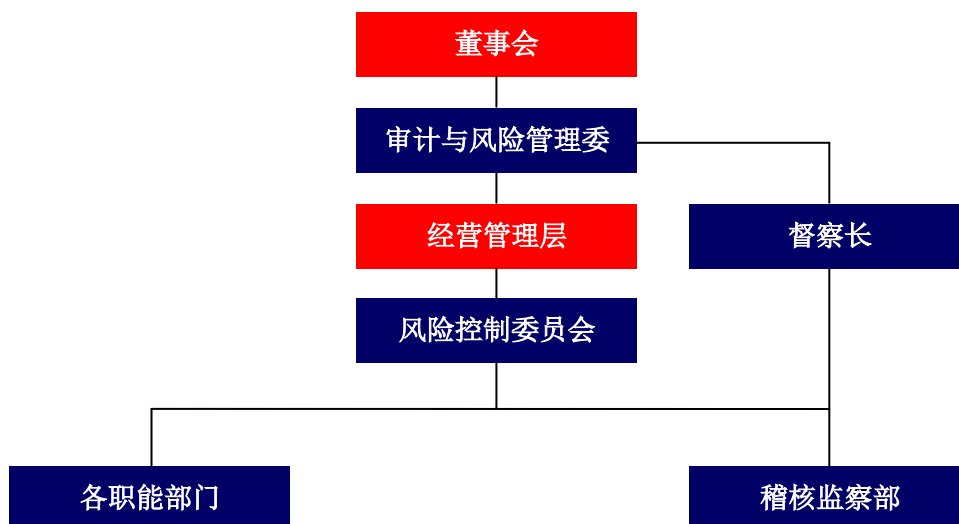 董事会
审计与风险管理委
经营管理层
督察长
风险控制委员会
各职能部门
稽核监察部